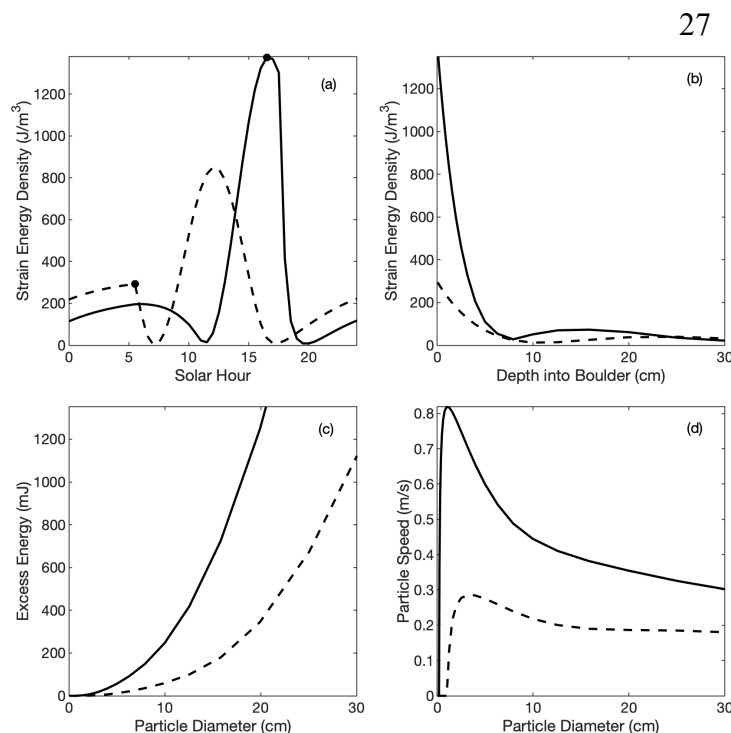 27
(a)
Strain Energy Density (J/m³)
1200
1000
800
600
400
200
0
0 5 10 15 20
Solar Hour
(b)
Strain Energy Density (J/m³)
1200
1000
800
600
400
200
0
0 5 10 15 20 25 30
Depth into Boulder (cm)
(c)
Excess Energy (mJ)
1200
1000
800
600
400
200
0
0 10 20 30
Particle Diameter (cm)
(d)
Particle Speed (m/s)
0.8
0.7
0.6
0.5
0.4
0.3
0.2
0.1
0
0 10 20 30
Particle Diameter (cm)